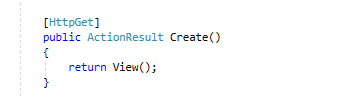 [HttpGet]
public ActionResult Create()
{
    return View();
}